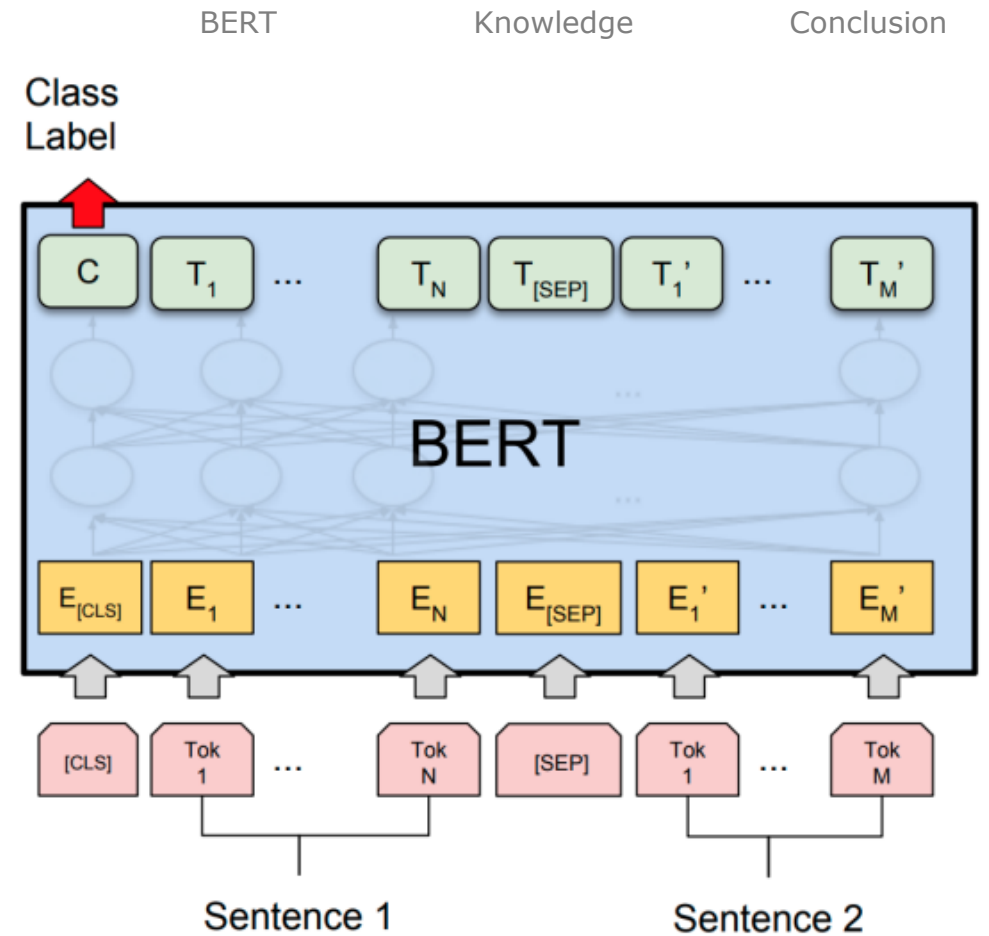 BERT Knowledge Conclusion
Class
Label
C T1 ... TN T[SEP] T1' ... TM'
...
BERT
...
E[CLS] E1 ... EN E[SEP] E1' ... EM'
[CLS] Tok 1 ... Tok N [SEP] Tok 1 ... Tok M
Sentence 1 Sentence 2